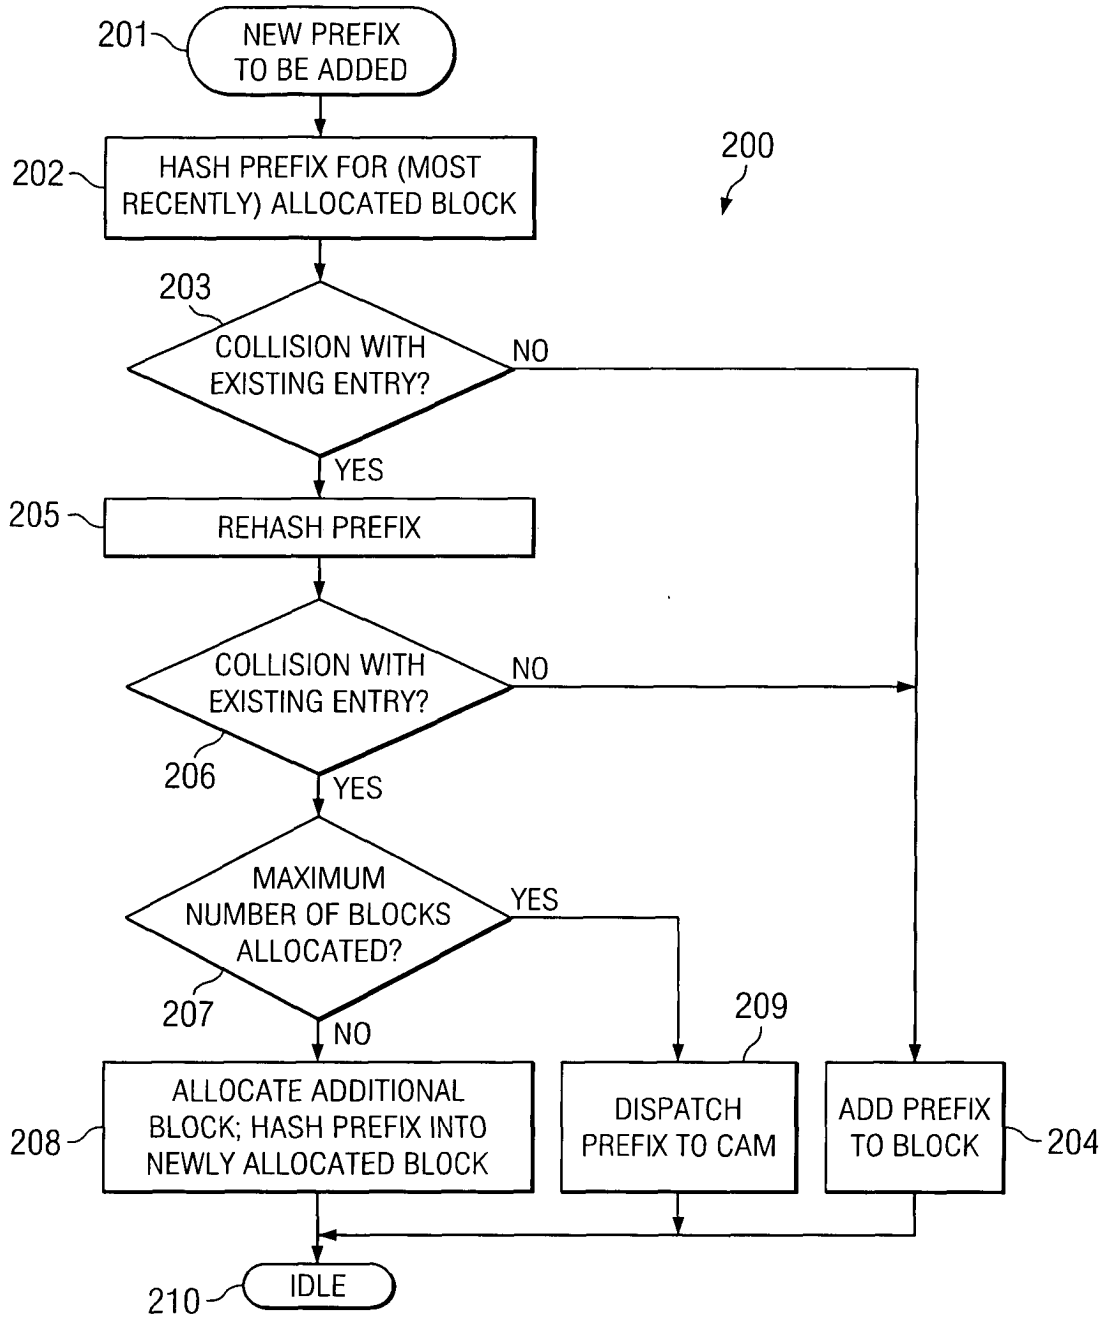 201
NEW PREFIX
TO BE ADDED
202
HASH PREFIX FOR (MOST
RECENTLY) ALLOCATED BLOCK
200
203
COLLISION WITH
EXISTING ENTRY?
NO
YES
205
REHASH PREFIX
COLLISION WITH
EXISTING ENTRY?
NO
206
YES
MAXIMUM
NUMBER OF BLOCKS
ALLOCATED?
YES
207
NO
209
ALLOCATE ADDITIONAL
BLOCK; HASH PREFIX INTO
NEWLY ALLOCATED BLOCK
208
DISPATCH
PREFIX TO CAM
ADD PREFIX
TO BLOCK
204
IDLE
210